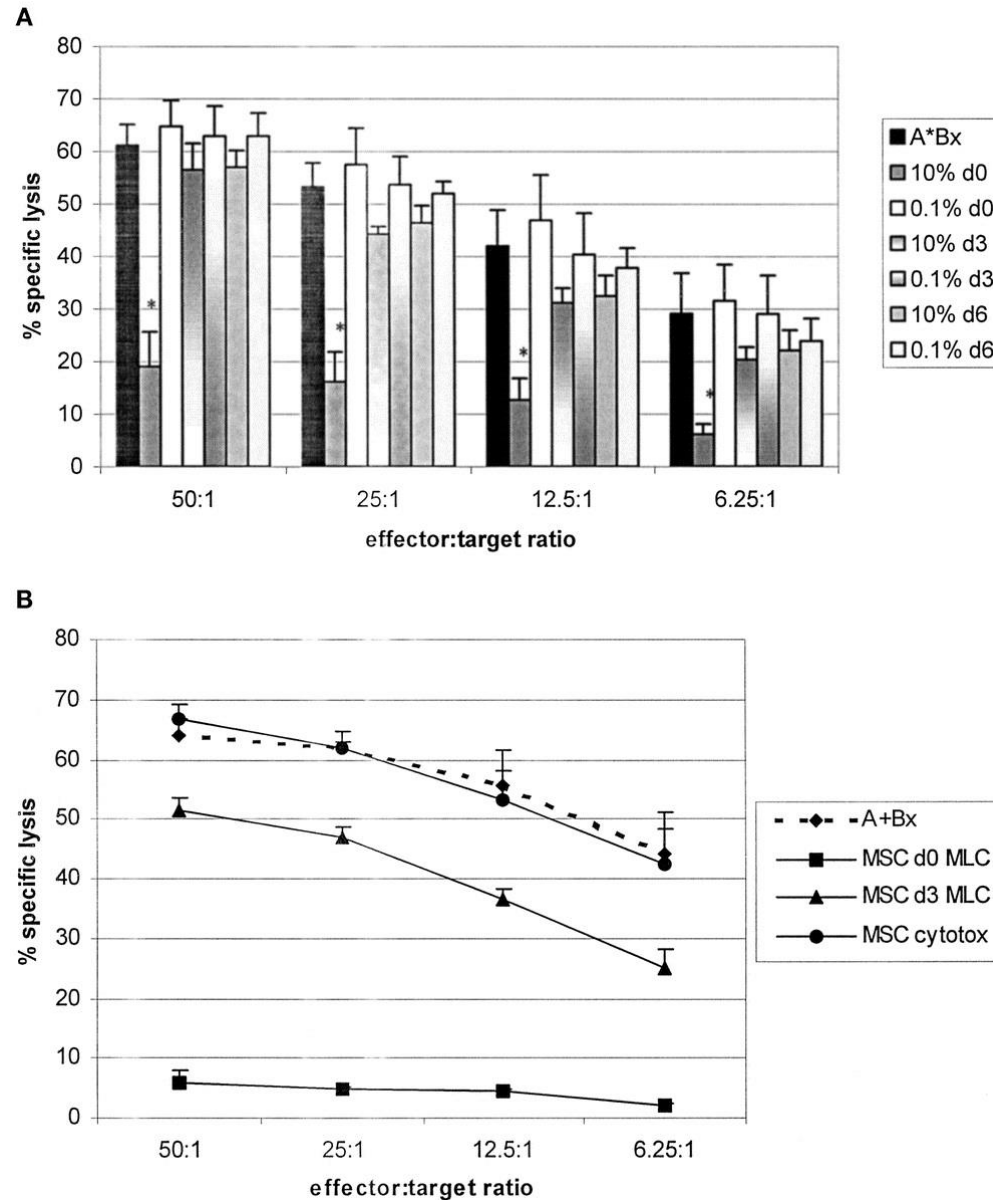 A
80
70
60
50
40
30
20
10
0
% specific lysis
*
*
*
*
50:1
25:1
12.5:1
6.25:1
effector:target ratio
A*Bx
10% d0
0.1% d0
10% d3
0.1% d3
10% d6
0.1% d6
B
80
70
60
50
40
30
20
10
0
% specific lysis
50:1
25:1
12.5:1
6.25:1
effector:target ratio
A+Bx
MSC d0 MLC
MSC d3 MLC
MSC cytotox